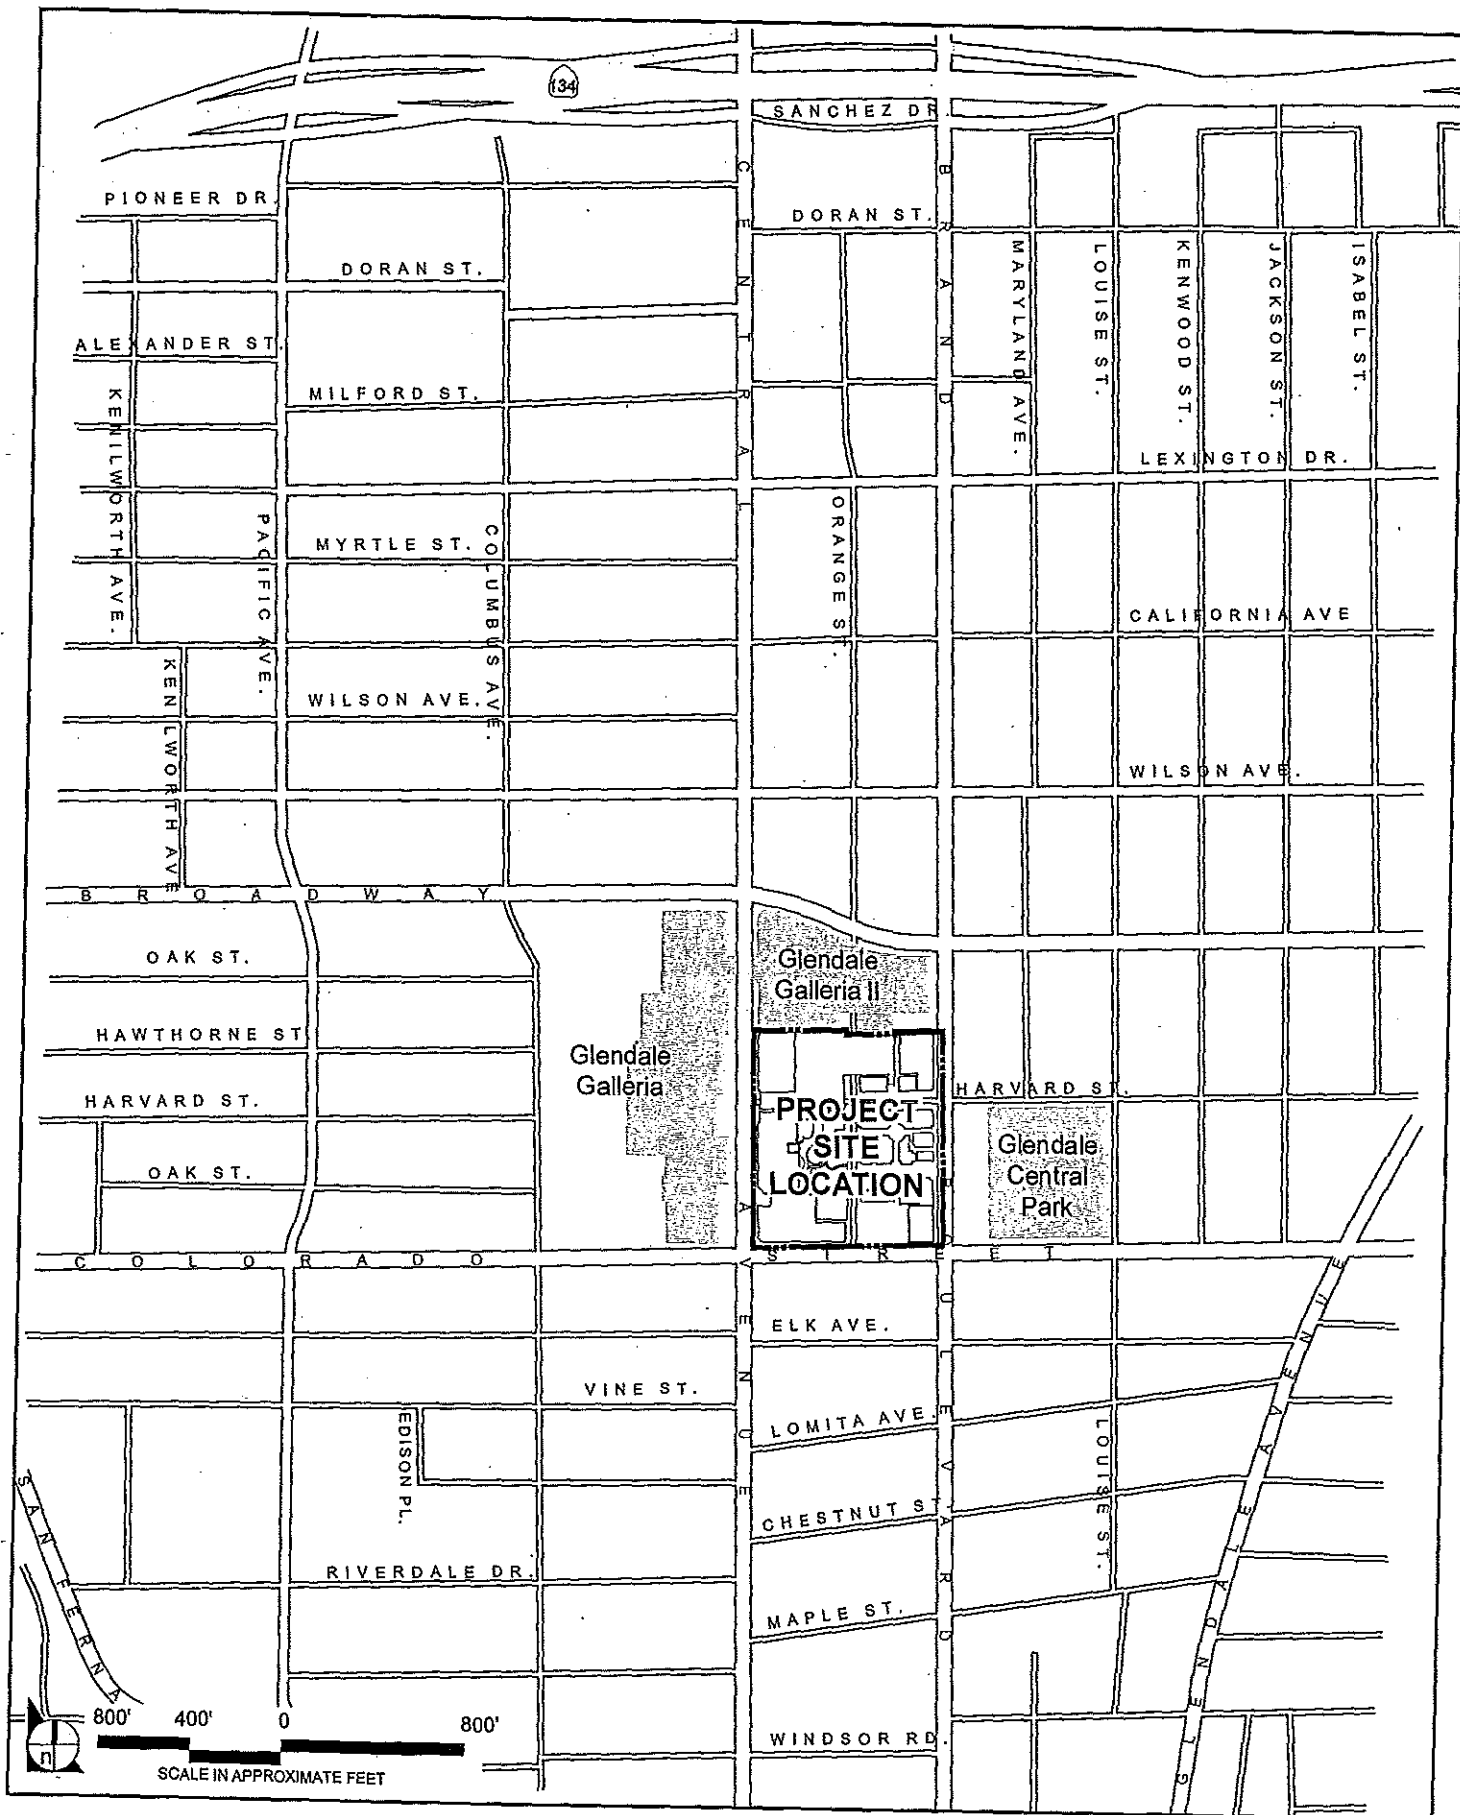 134
SANCHEZ DR.
PIONEER DR.
DORAN ST.
DORAN ST.
ALEXANDER ST.
MILFORD ST.
KENILWORTH AVE.
PACIFIC AVE.
COLUMBUS AVE.
CENTRAL AVENUE
ORANGE ST.
BRAND BOULEVARD
MARYLAND AVE.
LOUISE ST.
KENWOOD ST.
JACKSON ST.
ISABEL ST.
LEXINGTON DR.
MYRTLE ST.
CALIFORNIA AVE
KENILWORTH AVE
WILSON AVE.
WILSON AVE.
BROADWAY
OAK ST.
Glendale
Galleria II
HAWTHORNE ST
Glendale
Galleria
HARVARD ST.
HARVARD ST.
PROJECT
SITE
LOCATION
Glendale
Central
Park
OAK ST.
COLORADO STREET
ELK AVE.
VINE ST.
LOMITA AVE.
EDISON PL.
LOUISE ST.
GLENDALE AVENUE
CHESTNUT ST
SAN FERNA
RIVERDALE DR.
MAPLE ST.
WINDSOR RD.
n
800' 400' 0 800'
SCALE IN APPROXIMATE FEET